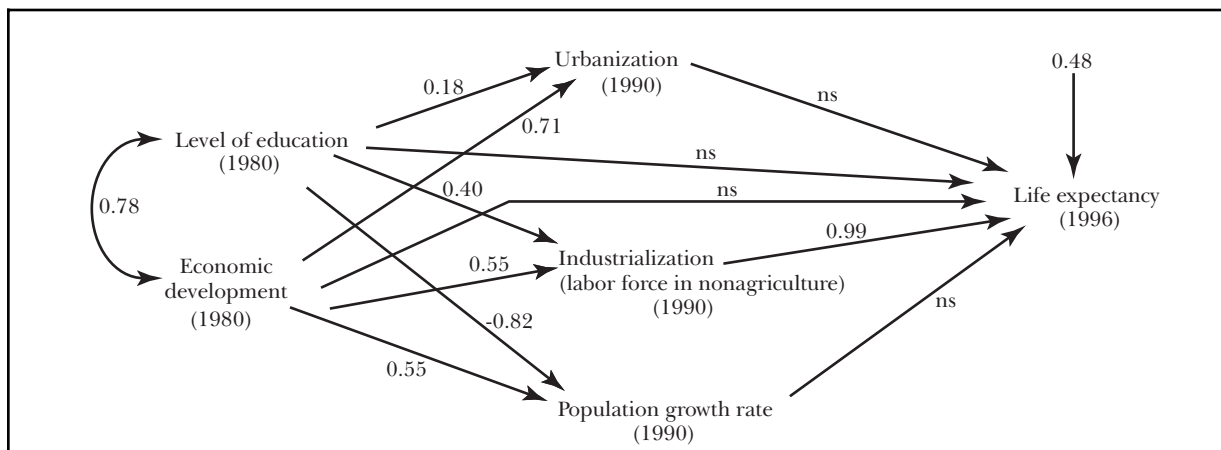 Urbanization
(1990)
0.48
0.18
ns
0.71
Level of education
(1980)
ns
0.40
ns
Life expectancy
(1996)
0.78
Economic
development
(1980)
0.55
Industrialization
(labor force in nonagriculture)
(1990)
0.99
-0.82
ns
0.55
Population growth rate
(1990)